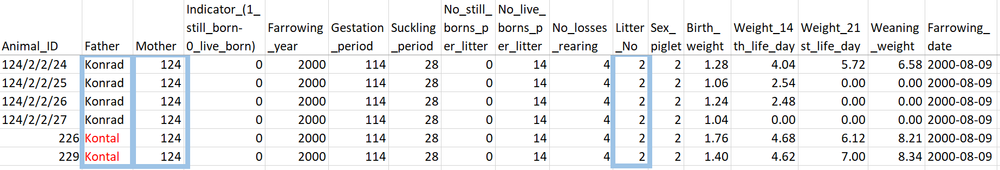 Animal_ID Father Mother Indicator_(1_still_born-0_live_born) Farrowing_year Gestation_period Suckling_period No_still_borns_per_litter No_live_borns_per_litter No_losses_rearing Litter_No Sex_piglet Birth_weight Weight_14th_life_day Weight_21st_life_day Weaning_weight Farrowing_date
124/2/2/24 Konrad 124 0 2000 114 28 0 14 4 2 2 1.28 4.04 5.72 6.58 2000-08-09
124/2/2/25 Konrad 124 0 2000 114 28 0 14 4 2 2 1.06 2.54 0.00 0.00 2000-08-09
124/2/2/26 Konrad 124 0 2000 114 28 0 14 4 2 2 1.24 2.48 0.00 0.00 2000-08-09
124/2/2/27 Konrad 124 0 2000 114 28 0 14 4 2 2 1.04 0.00 0.00 0.00 2000-08-09
226 Kontal 124 0 2000 114 28 0 14 4 2 2 1.76 4.68 6.12 8.21 2000-08-09
229 Kontal 124 0 2000 114 28 0 14 4 2 2 1.40 4.62 7.00 8.34 2000-08-09